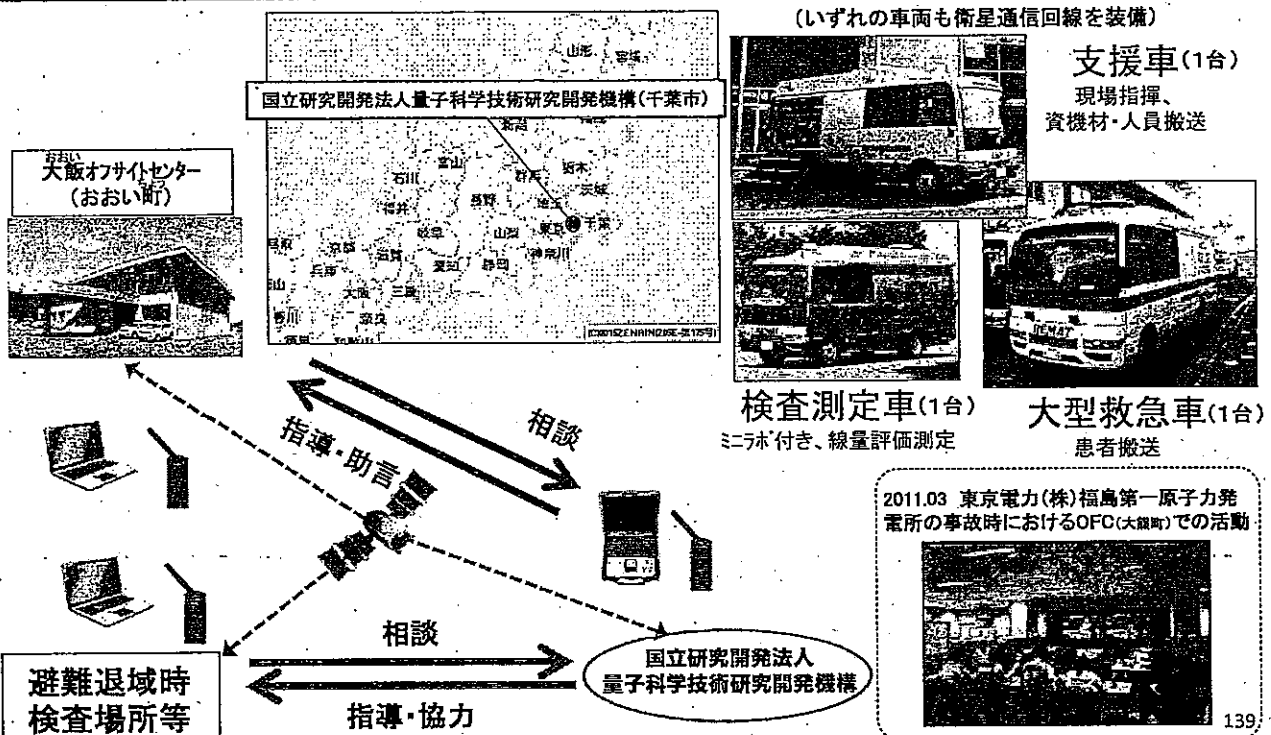 (いずれの車両も衛星通信回線を装備)
支援車(1台)
現場指揮、
資機材・人員搬送
国立研究開発法人量子科学技術研究開発機構(千葉市)
山形
宮城
富山
石川
群馬
栃木
茨城
福井
長野
埼玉
岐阜
山梨
東京
千葉
鳥取
京都
滋賀
愛知
静岡
神奈川
兵庫
大阪
三重
奈良
おおい
大飯オフサイトセンター
(おおい町)
検査測定車(1台)
ミニラボ付き、線量評価測定
REMAT
大型救急車(1台)
患者搬送
相談
指導・助言
2011.03 東京電力(株)福島第一原子力発
電所の事故時におけるOFC(大熊町)での活動
相談
避難退域時
検査場所等
指導・協力
国立研究開発法人
量子科学技術研究開発機構
139